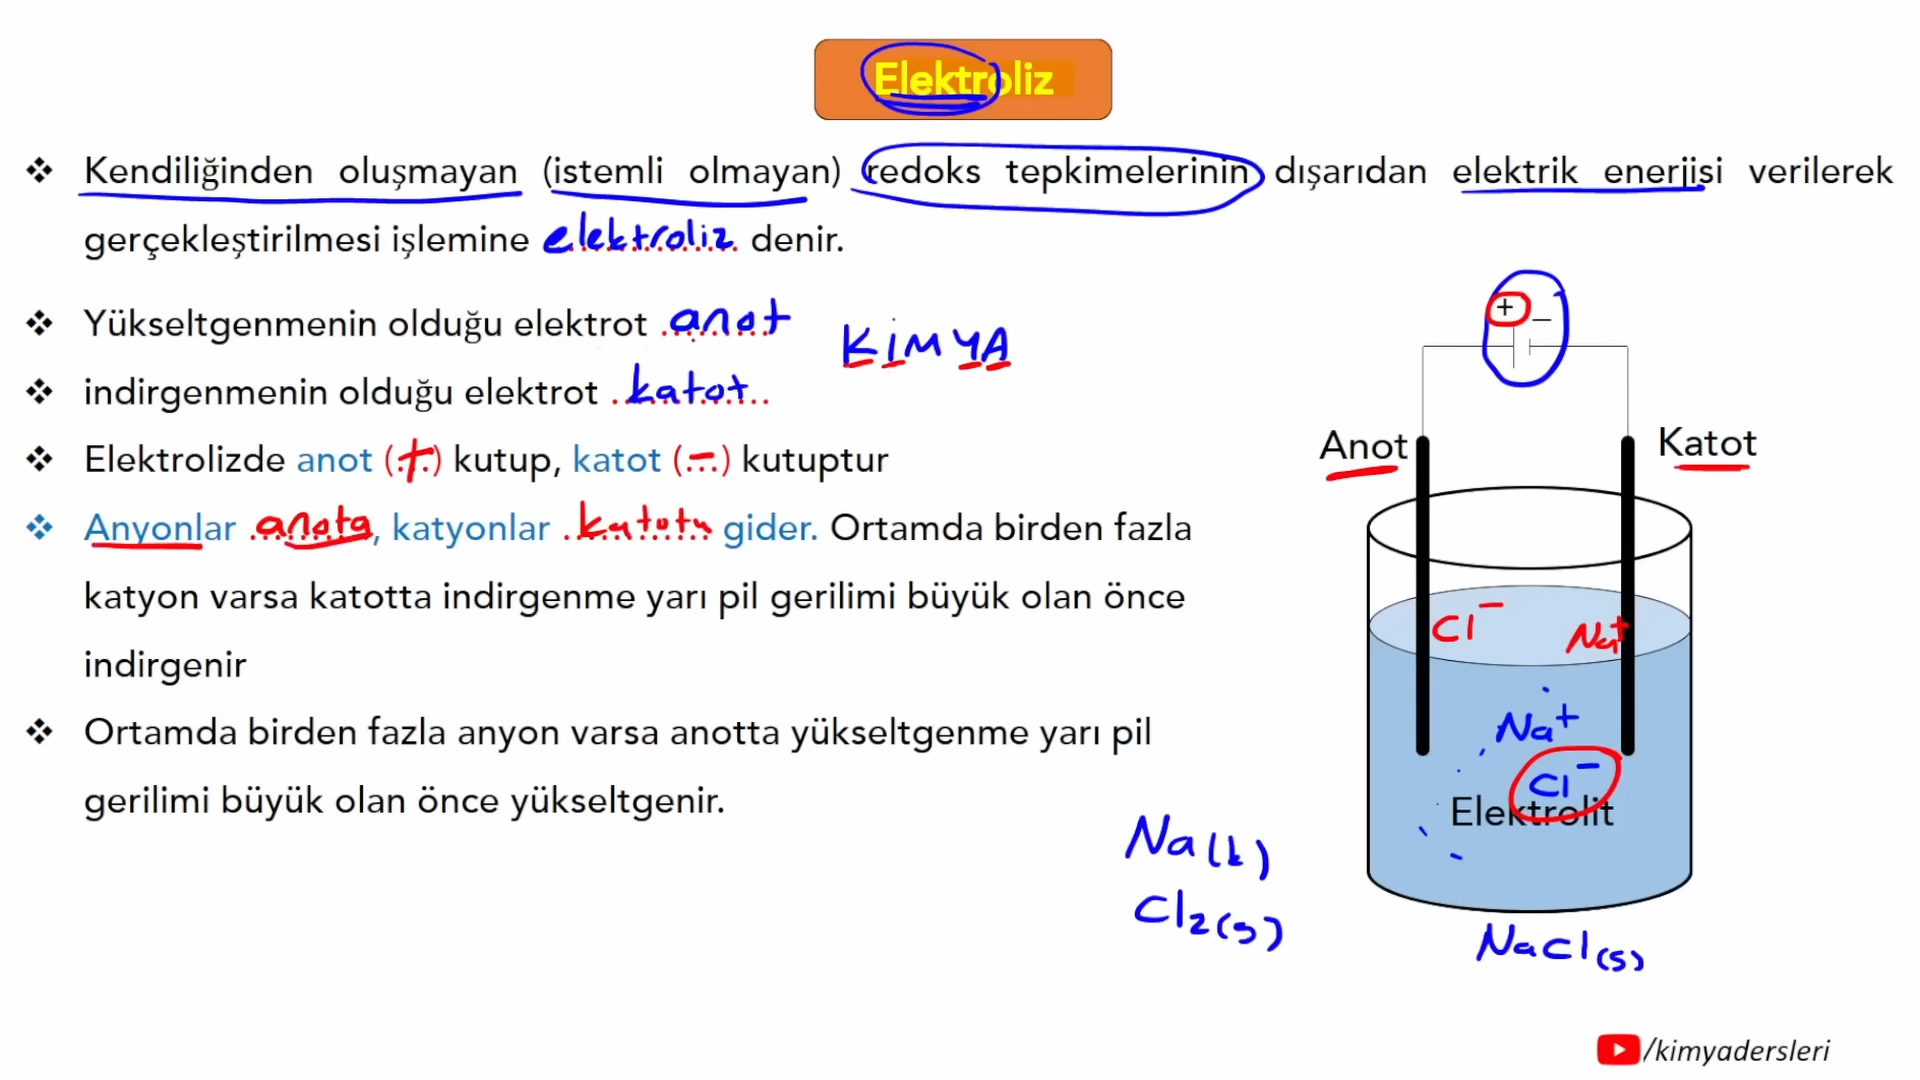 Elektroliz
❖ Kendiliğinden oluşmayan (istemli olmayan) redoks tepkimelerinin dışarıdan elektrik enerjisi verilerek
gerçekleştirilmesi işlemine elektroliz denir.
❖ Yükseltgenmenin olduğu elektrot anot
KİMYA
❖ indirgenmenin olduğu elektrot katot
❖ Elektrolizde anot (+) kutup, katot (-) kutuptur
❖ Anyonlar anota, katyonlar katota gider. Ortamda birden fazla
katyon varsa katotta indirgenme yarı pil gerilimi büyük olan önce
indirgenir
❖ Ortamda birden fazla anyon varsa anotta yükseltgenme yarı pil
gerilimi büyük olan önce yükseltgenir.
+ −
Anot
Katot
Cl⁻
Na⁺
Na⁺
Cl⁻
Elektrolit
Na(k)
Cl₂(g)
NaCl(s)
/kimyadersleri